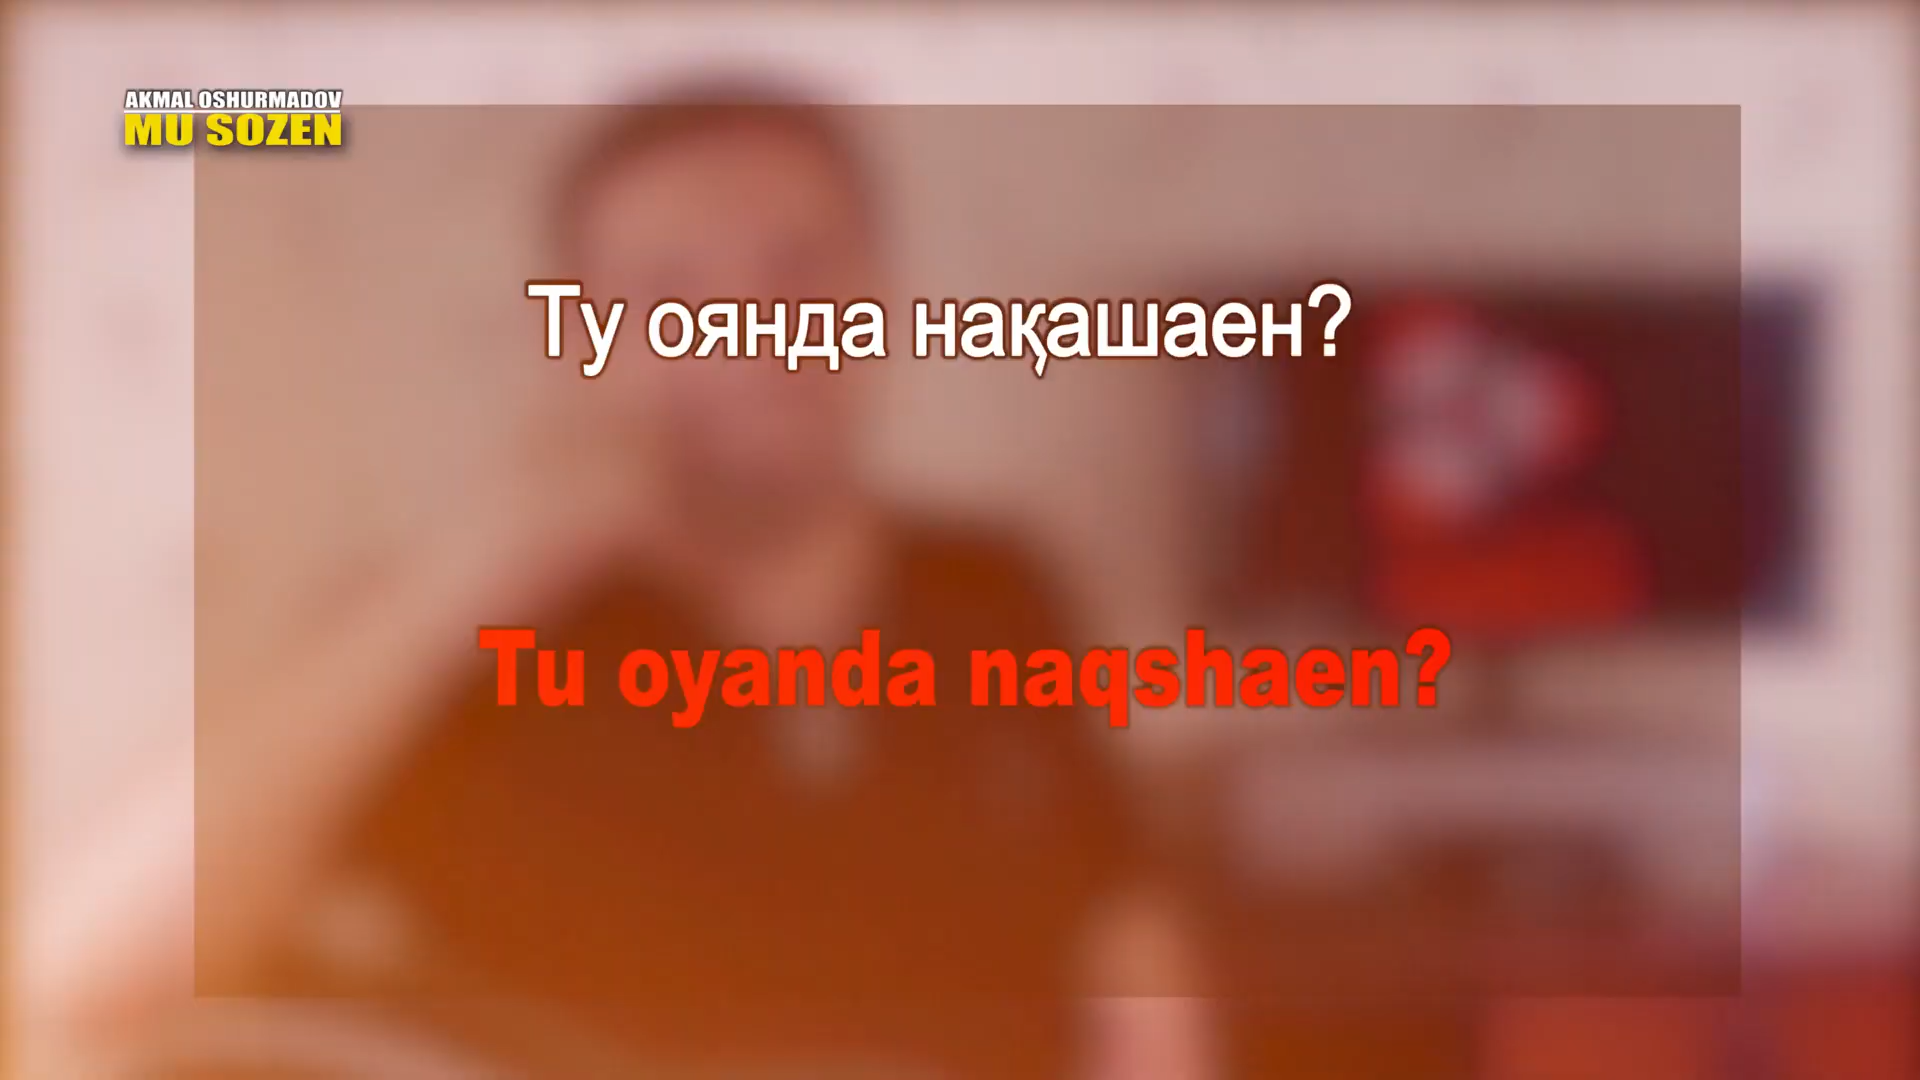 AKMAL OSHURMADOV
MU SOZEN
Ту оянда нақашаен?
Tu oyanda naqshaen?